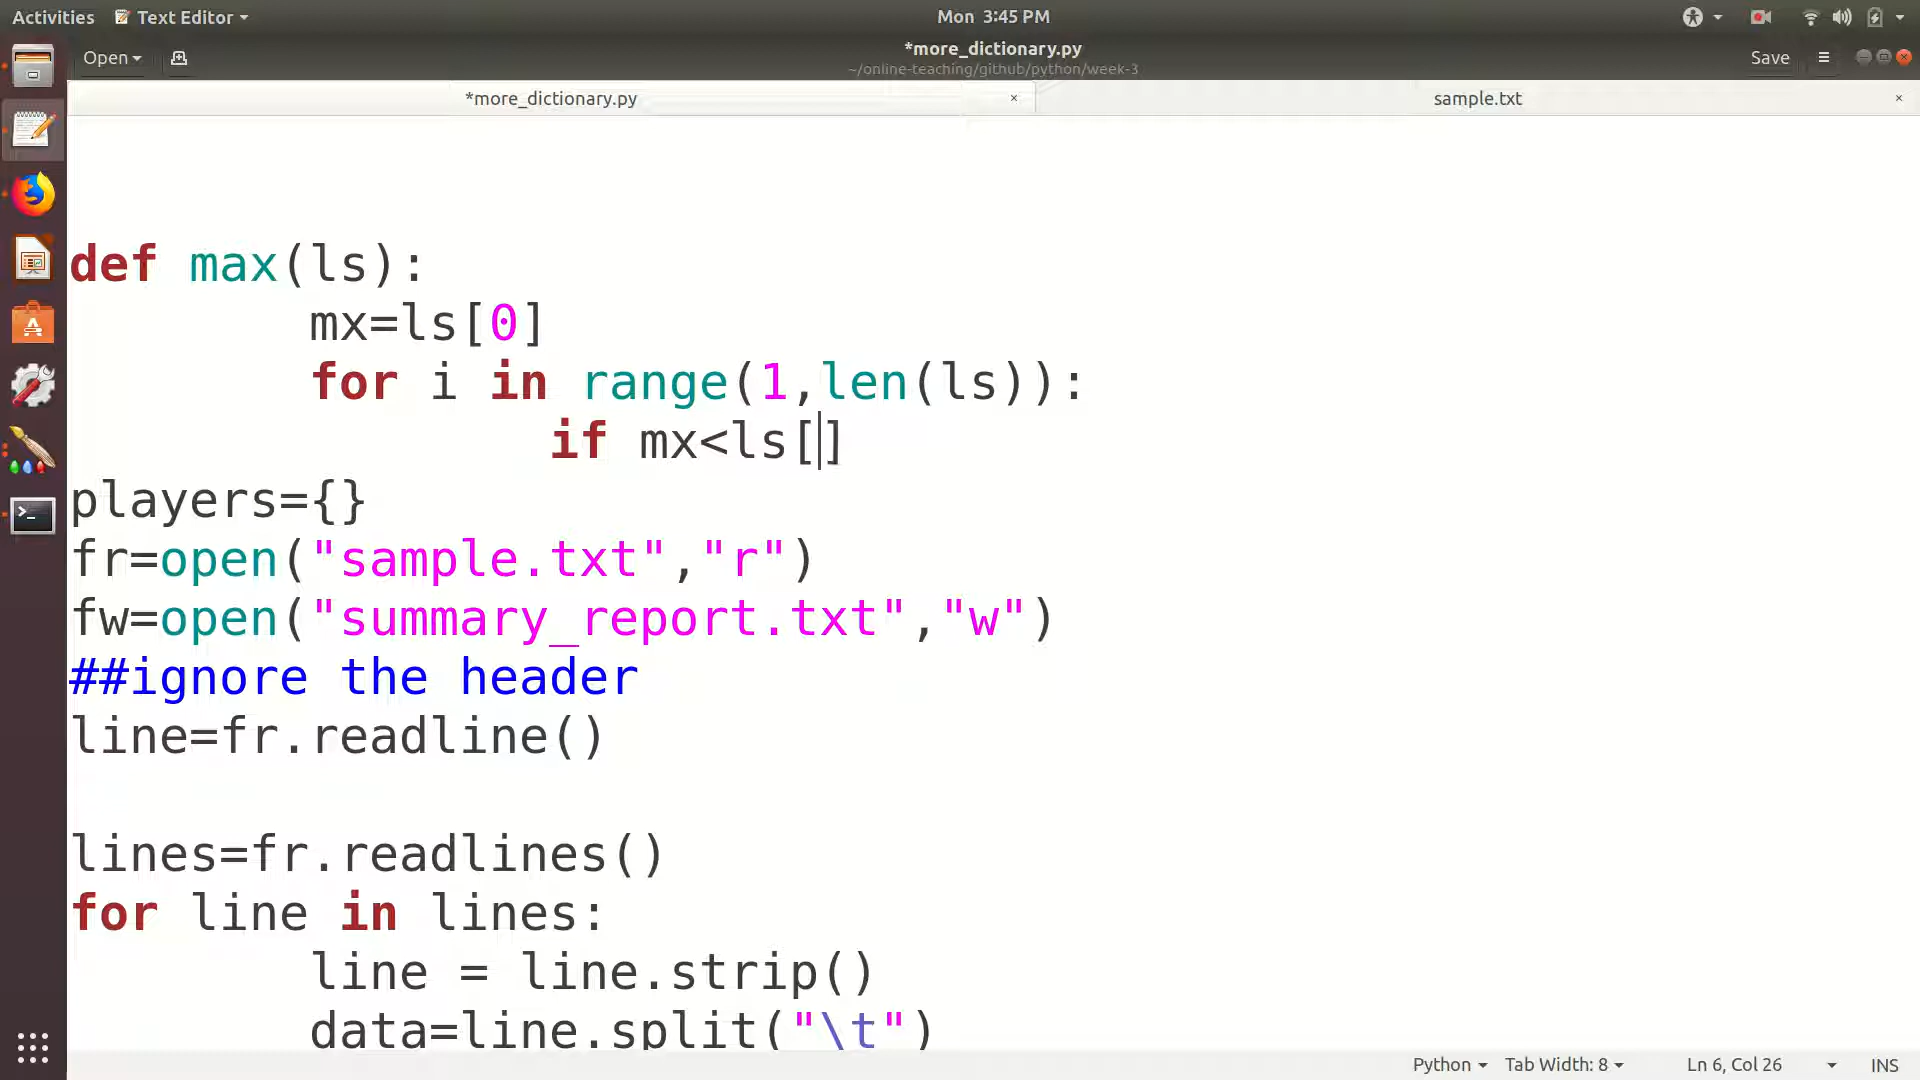 Activities Text Editor Mon 3:45 PM
Open *more_dictionary.py Save
~/online-teaching/github/python/week-3
*more_dictionary.py × sample.txt ×
def max(ls):
        mx=ls[0]
        for i in range(1,len(ls)):
                if mx<ls[]
players={}
fr=open("sample.txt","r")
fw=open("summary_report.txt","w")
##ignore the header
line=fr.readline()
lines=fr.readlines()
for line in lines:
        line = line.strip()
        data=line.split("\t")
Python Tab Width: 8 Ln 6, Col 26 INS